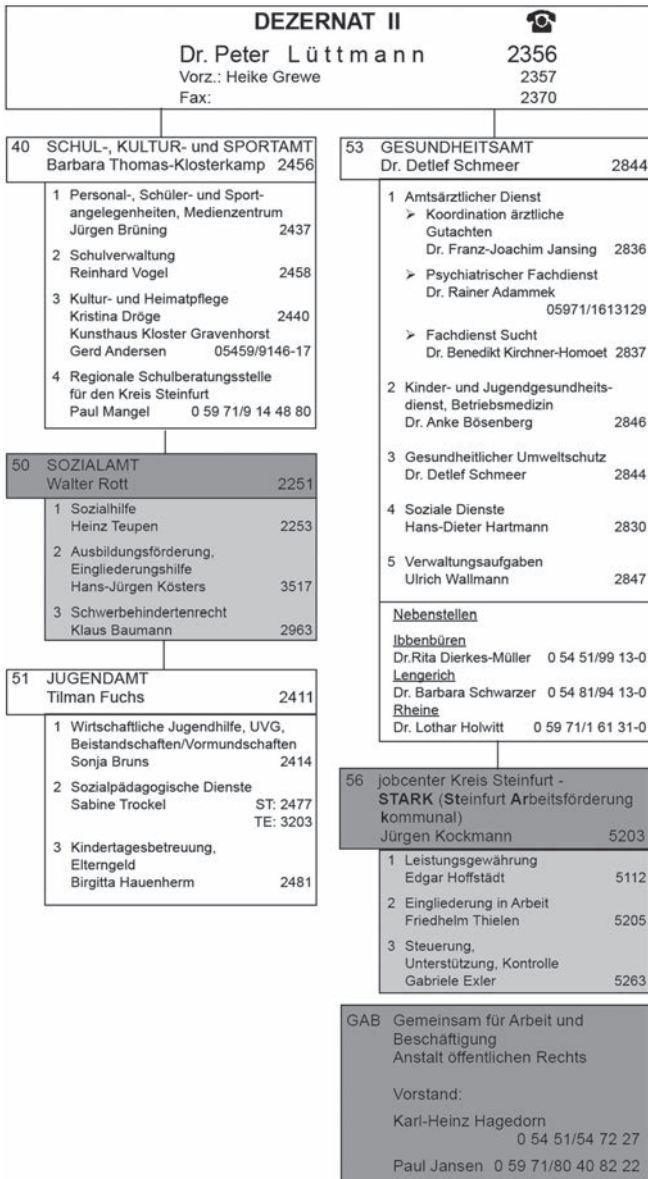 DEZERNAT II ☎
Dr. Peter Lüttmann 2356
Vorz.: Heike Grewe 2357
Fax: 2370
40 SCHUL-, KULTUR- und SPORTAMT
Barbara Thomas-Klosterkamp 2456
1 Personal-, Schüler- und Sport-
angelegenheiten, Medienzentrum
Jürgen Brüning 2437
2 Schulverwaltung
Reinhard Vogel 2458
3 Kultur- und Heimatpflege
Kristina Dröge 2440
Kunsthaus Kloster Gravenhorst
Gerd Andersen 05459/9146-17
4 Regionale Schulberatungsstelle
für den Kreis Steinfurt
Paul Mangel 0 59 71/9 14 48 80
50 SOZIALAMT
Walter Rott 2251
1 Sozialhilfe
Heinz Teupen 2253
2 Ausbildungsförderung,
Eingliederungshilfe
Hans-Jürgen Kösters 3517
3 Schwerbehindertenrecht
Klaus Baumann 2963
51 JUGENDAMT
Tilman Fuchs 2411
1 Wirtschaftliche Jugendhilfe, UVG,
Beistandschaften/Vormundschaften
Sonja Bruns 2414
2 Sozialpädagogische Dienste
Sabine Trockel ST: 2477
TE: 3203
3 Kindertagesbetreuung,
Elterngeld
Birgitta Hauenherm 2481
53 GESUNDHEITSAMT
Dr. Detlef Schmeer 2844
1 Amtsärztlicher Dienst
➢ Koordination ärztliche
Gutachten
Dr. Franz-Joachim Jansing 2836
➢ Psychiatrischer Fachdienst
Dr. Rainer Adammek
05971/1613129
➢ Fachdienst Sucht
Dr. Benedikt Kirchner-Homoet 2837
2 Kinder- und Jugendgesundheits-
dienst, Betriebsmedizin
Dr. Anke Bösenberg 2846
3 Gesundheitlicher Umweltschutz
Dr. Detlef Schmeer 2844
4 Soziale Dienste
Hans-Dieter Hartmann 2830
5 Verwaltungsaufgaben
Ulrich Wallmann 2847
Nebenstellen
Ibbenbüren
Dr.Rita Dierkes-Müller 0 54 51/99 13-0
Lengerich
Dr. Barbara Schwarzer 0 54 81/94 13-0
Rheine
Dr. Lothar Holwitt 0 59 71/1 61 31-0
56 jobcenter Kreis Steinfurt -
STARK (Steinfurt Arbeitsförderung
kommunal)
Jürgen Kockmann 5203
1 Leistungsgewährung
Edgar Hoffstädt 5112
2 Eingliederung in Arbeit
Friedhelm Thielen 5205
3 Steuerung,
Unterstützung, Kontrolle
Gabriele Exler 5263
GAB Gemeinsam für Arbeit und
Beschäftigung
Anstalt öffentlichen Rechts
Vorstand:
Karl-Heinz Hagedorn
0 54 51/54 72 27
Paul Jansen 0 59 71/80 40 82 22